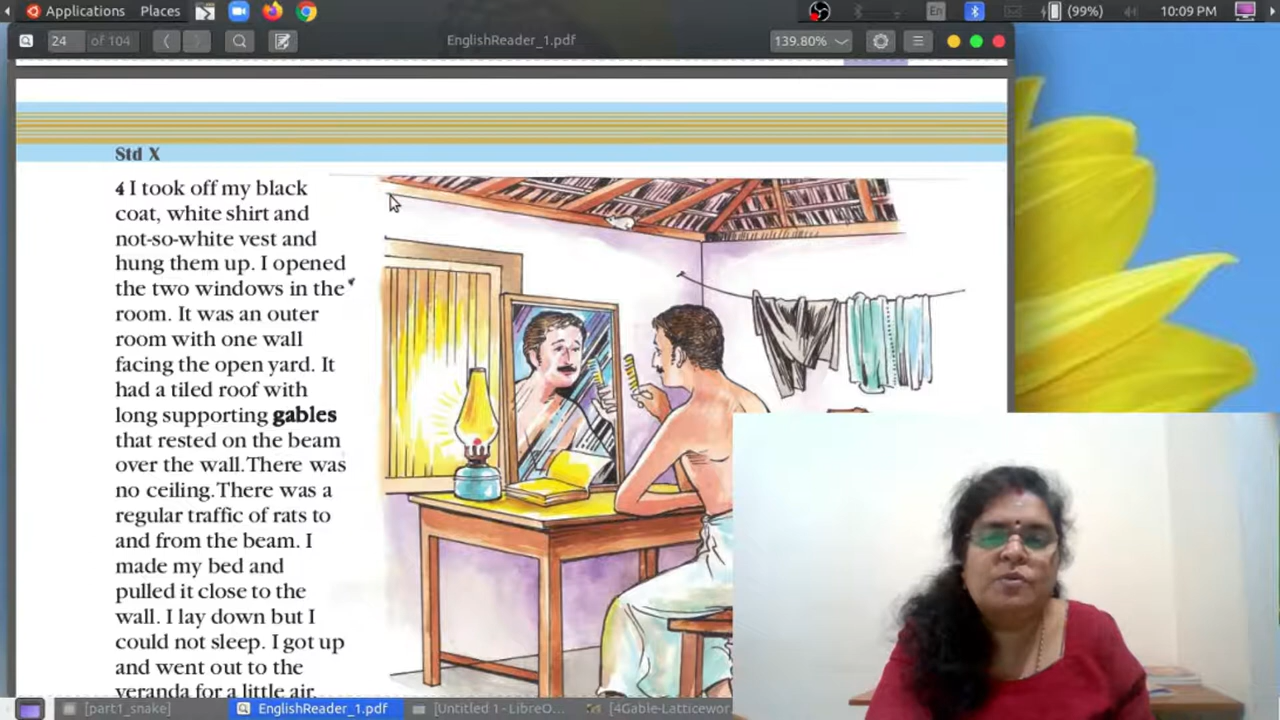 Applications Places
En
(99%)
10:09 PM
24 of 104
EnglishReader_1.pdf
139.80%
Std X
4 I took off my black
coat, white shirt and
not-so-white vest and
hung them up. I opened
the two windows in the
room. It was an outer
room with one wall
facing the open yard. It
had a tiled roof with
long supporting gables
that rested on the beam
over the wall. There was
no ceiling. There was a
regular traffic of rats to
and from the beam. I
made my bed and
pulled it close to the
wall. I lay down but I
could not sleep. I got up
and went out to the
veranda for a little air,
[part1_snake]
EnglishReader_1.pdf
[Untitled 1 - LibreO...
[4Gable-Latticewor...